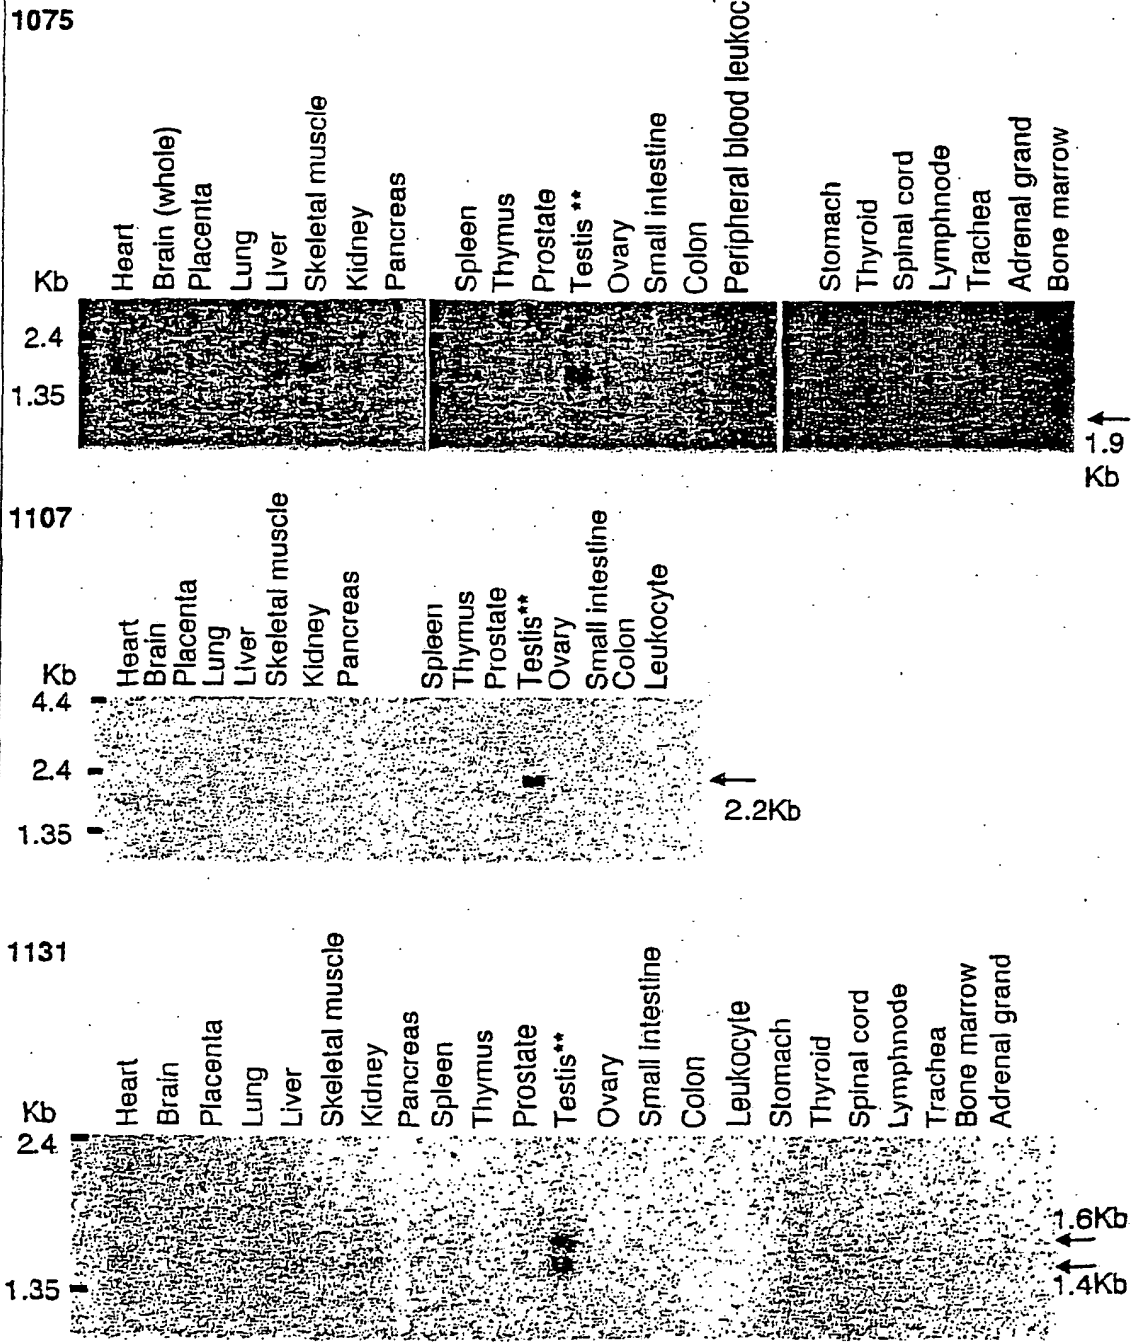 1075
Heart
Brain (whole)
Placenta
Lung
Liver
Skeletal muscle
Kidney
Pancreas
Spleen
Thymus
Prostate
Testis **
Ovary
Small intestine
Colon
Peripheral blood leukoc
Stomach
Thyroid
Spinal cord
Lymphnode
Trachea
Adrenal grand
Bone marrow
Kb
2.4
1.35
1.9
Kb
1107
Heart
Brain
Placenta
Lung
Liver
Skeletal muscle
Kidney
Pancreas
Spleen
Thymus
Prostate
Testis**
Ovary
Small intestine
Colon
Leukocyte
Kb
4.4
2.4
1.35
2.2Kb
1131
Heart
Brain
Placenta
Lung
Liver
Skeletal muscle
Kidney
Pancreas
Spleen
Thymus
Prostate
Testis**
Ovary
Small intestine
Colon
Leukocyte
Stomach
Thyroid
Spinal cord
Lymphnode
Trachea
Bone marrow
Adrenal grand
Kb
2.4
1.35
1.6Kb
1.4Kb